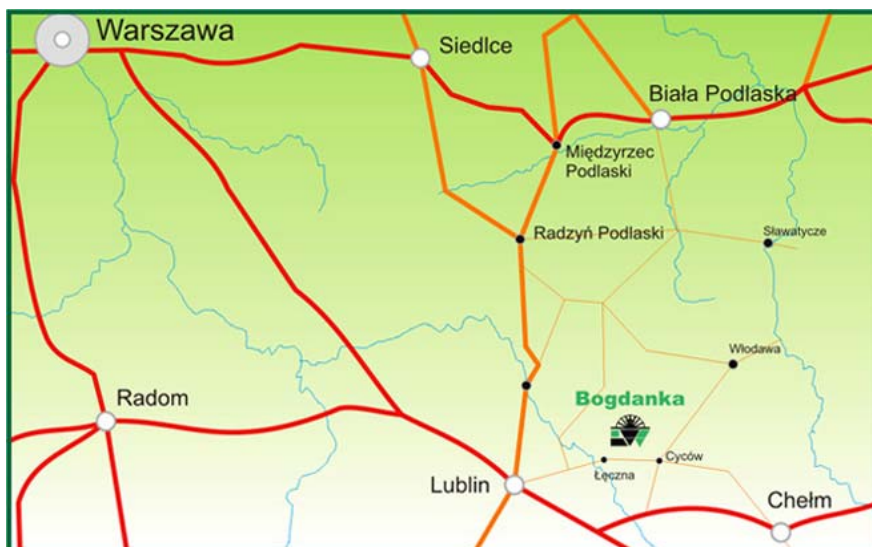 Warszawa
Siedlce
Biała Podlaska
Międzyrzec
Podlaski
Radzyń Podlaski
Sławatycze
Włodawa
Radom
Bogdanka
Cyców
Łęczna
Lublin
Chełm